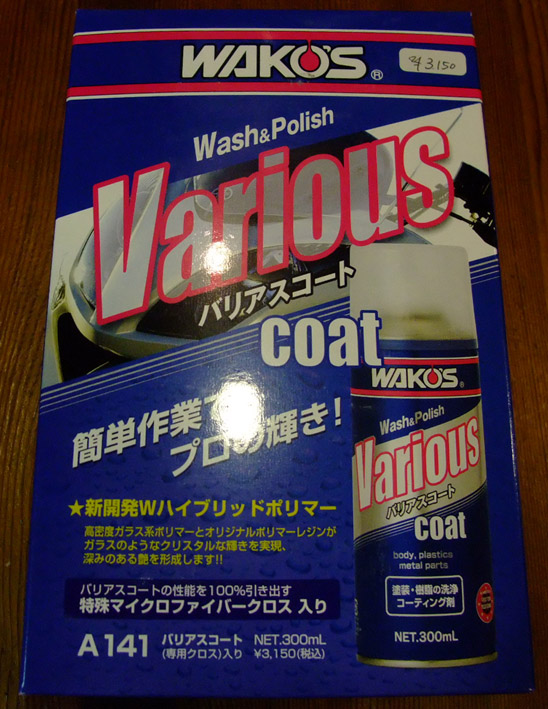 WAKO'S®
¥3,150
Wash&Polish
Various
バリアスコート
coat
簡単作業で
プロの輝き!
★新開発Wハイブリッドポリマー
高密度ガラス系ポリマーとオリジナルポリマーレジンが
ガラスのようなクリスタルな輝きを実現、
深みのある艶を形成します!!
バリアスコートの性能を100%引き出す
特殊マイクロファイバークロス 入り
A141 バリアスコート NET.300mL
(専用クロス)入り ¥3,150(税込)
WAKO'S®
Wash&Polish
Various
バリアスコート
coat
body, plastics
metal parts
塗装・樹脂の洗浄
コーティング剤
NET.300mL